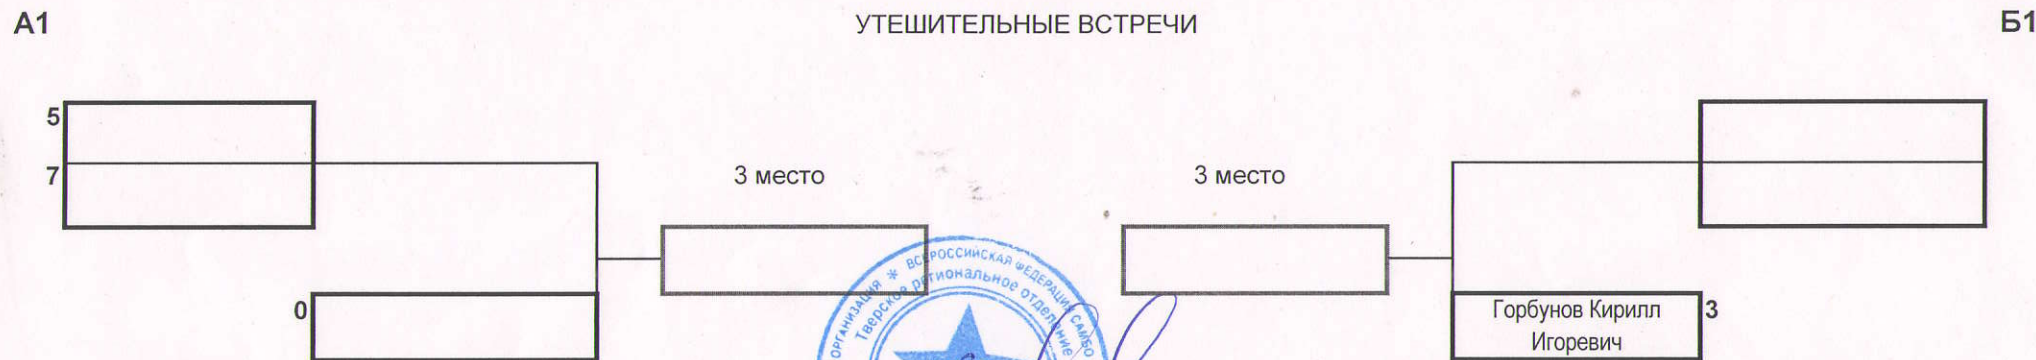 А1
УТЕШИТЕЛЬНЫЕ ВСТРЕЧИ
Б1
5
7
3 место
3 место
0
Горбунов Кирилл
Игоревич
3
ОРГАНИЗАЦИЯ * ВСЕРОССИЙСКАЯ ФЕДЕРАЦИЯ САМБО
Тверское региональное отделение